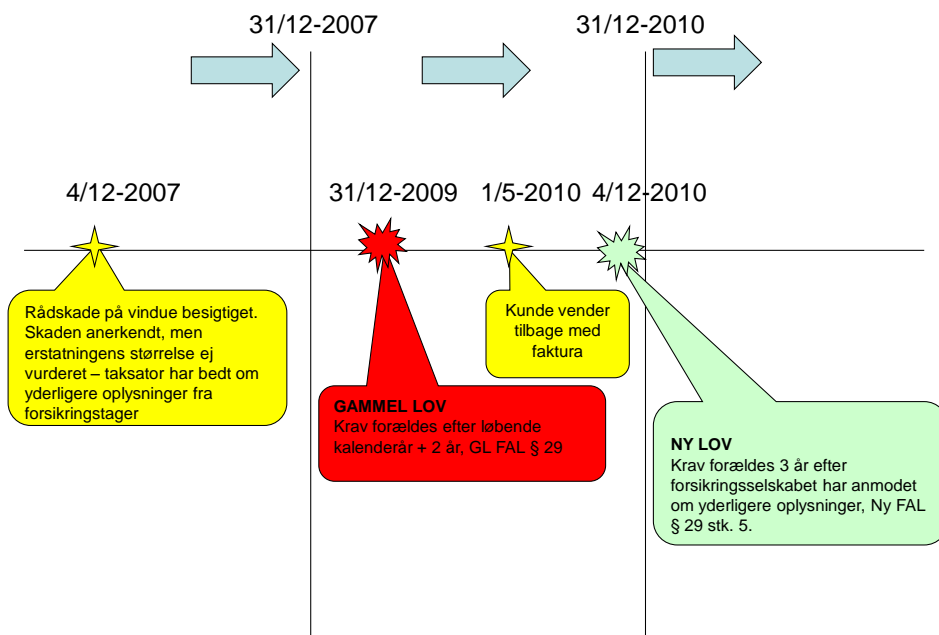 31/12-2007
31/12-2010
4/12-2007
31/12-2009
1/5-2010
4/12-2010
Rådskade på vindue besigtiget.
Skaden anerkendt, men
erstatningens størrelse ej
vurderet – taksator har bedt om
yderligere oplysninger fra
forsikringstager
GAMMEL LOV
Krav forældes efter løbende
kalenderår + 2 år, GL FAL § 29
Kunde vender
tilbage med
faktura
NY LOV
Krav forældes 3 år efter
forsikringsselskabet har anmodet
om yderligere oplysninger, Ny FAL
§ 29 stk. 5.